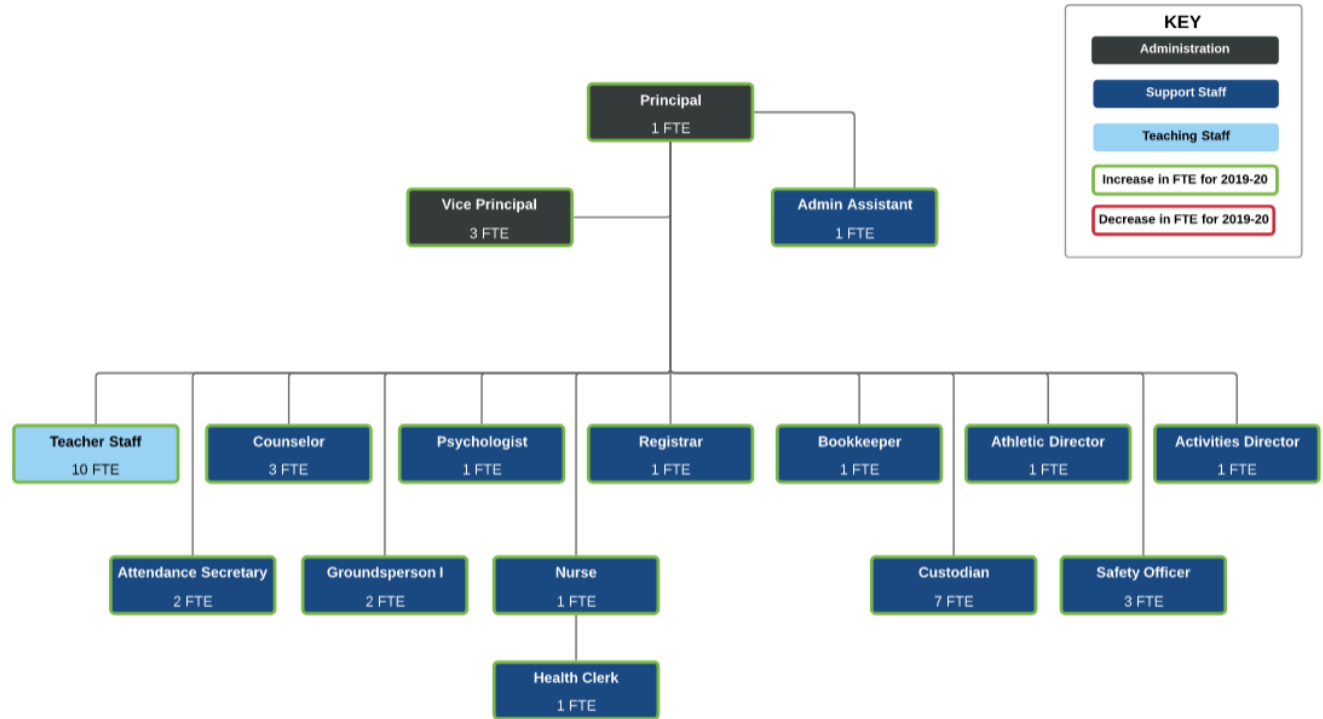 KEY
Administration
Support Staff
Teaching Staff
Increase in FTE for 2019-20
Decrease in FTE for 2019-20
Principal
1 FTE
Vice Principal
3 FTE
Admin Assistant
1 FTE
Teacher Staff
10 FTE
Counselor
3 FTE
Psychologist
1 FTE
Registrar
1 FTE
Bookkeeper
1 FTE
Athletic Director
1 FTE
Activities Director
1 FTE
Attendance Secretary
2 FTE
Groundsperson I
2 FTE
Nurse
1 FTE
Custodian
7 FTE
Safety Officer
3 FTE
Health Clerk
1 FTE